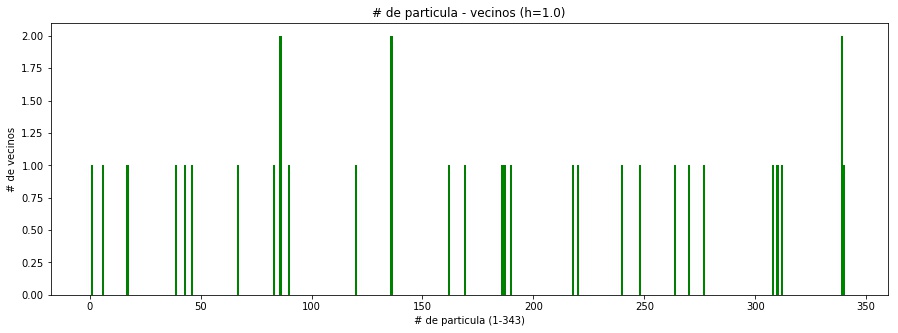 # de particula - vecinos (h=1.0)
2.00
1.75
1.50
1.25
1.00
0.75
0.50
0.25
0.00
# de vecinos
0 50 100 150 200 250 300 350
# de particula (1-343)